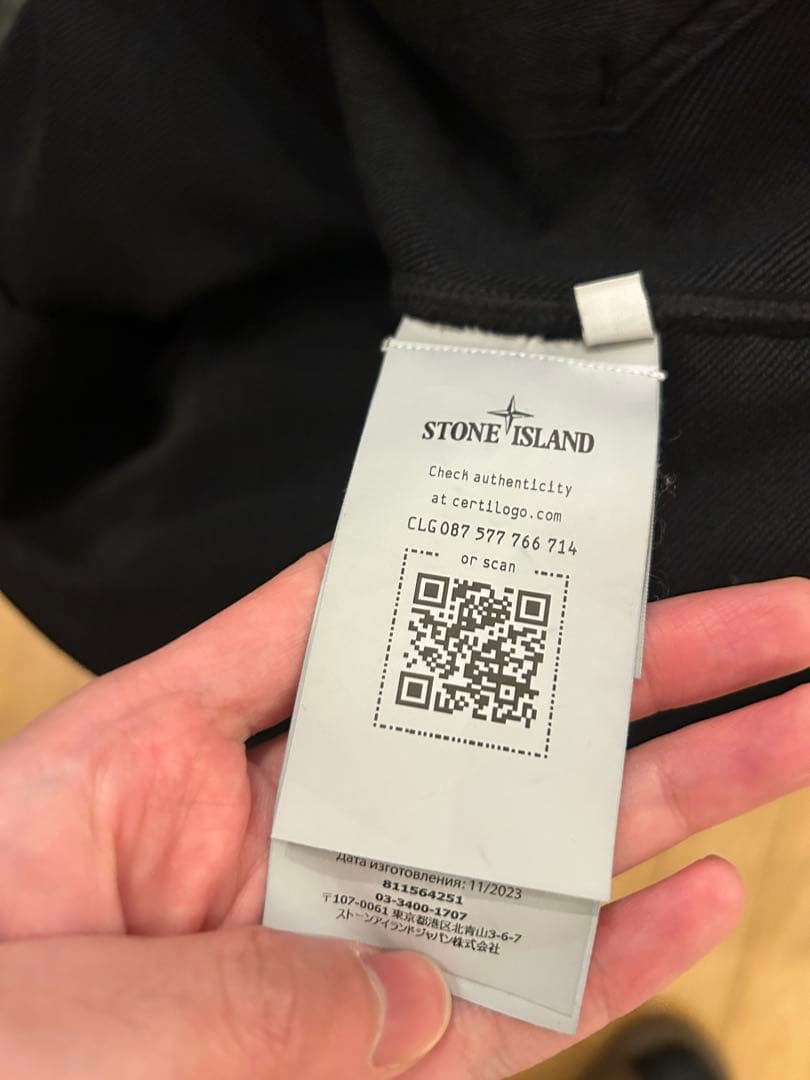 STONE ISLAND
Check authenticity
at certilogo.com
CLG 087 577 766 714
or scan
Дата изготовления: 11/2023
811564251
03-3400-1707
〒107-0061 東京都港区北青山3-6-7
ストーンアイランドジャパン株式会社